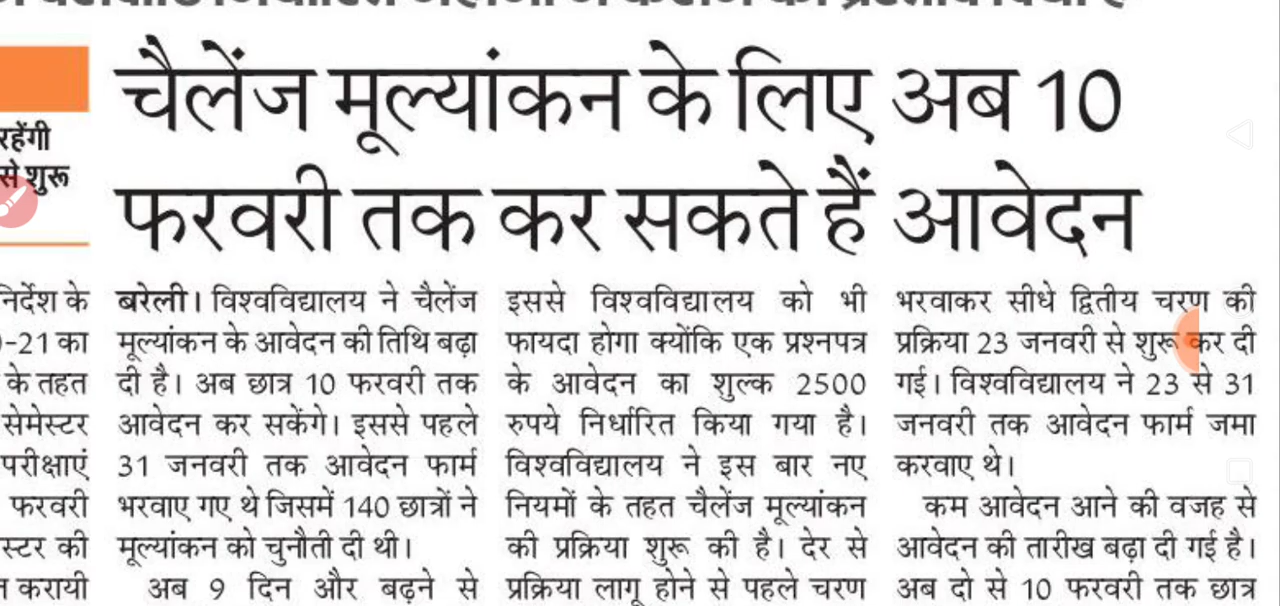 चैलेंज मूल्यांकन के लिए अब 10
फरवरी तक कर सकते हैं आवेदन
रहेंगी
से शुरू
निर्देश के
-21 का
के तहत
सेमेस्टर
परीक्षाएं
फरवरी
स्टर की
करायी
बरेली। विश्वविद्यालय ने चैलेंज
मूल्यांकन के आवेदन की तिथि बढ़ा
दी है। अब छात्र 10 फरवरी तक
आवेदन कर सकेंगे। इससे पहले
31 जनवरी तक आवेदन फार्म
भरवाए गए थे जिसमें 140 छात्रों ने
मूल्यांकन को चुनौती दी थी।
अब 9 दिन और बढ़ने से
इससे विश्वविद्यालय को भी
फायदा होगा क्योंकि एक प्रश्नपत्र
के आवेदन का शुल्क 2500
रुपये निर्धारित किया गया है।
विश्वविद्यालय ने इस बार नए
नियमों के तहत चैलेंज मूल्यांकन
की प्रक्रिया शुरू की है। देर से
प्रक्रिया लागू होने से पहले चरण
भरवाकर सीधे द्वितीय चरण की
प्रक्रिया 23 जनवरी से शुरू कर दी
गई। विश्वविद्यालय ने 23 से 31
जनवरी तक आवेदन फार्म जमा
करवाए थे।
कम आवेदन आने की वजह से
आवेदन की तारीख बढ़ा दी गई है।
अब दो से 10 फरवरी तक छात्र